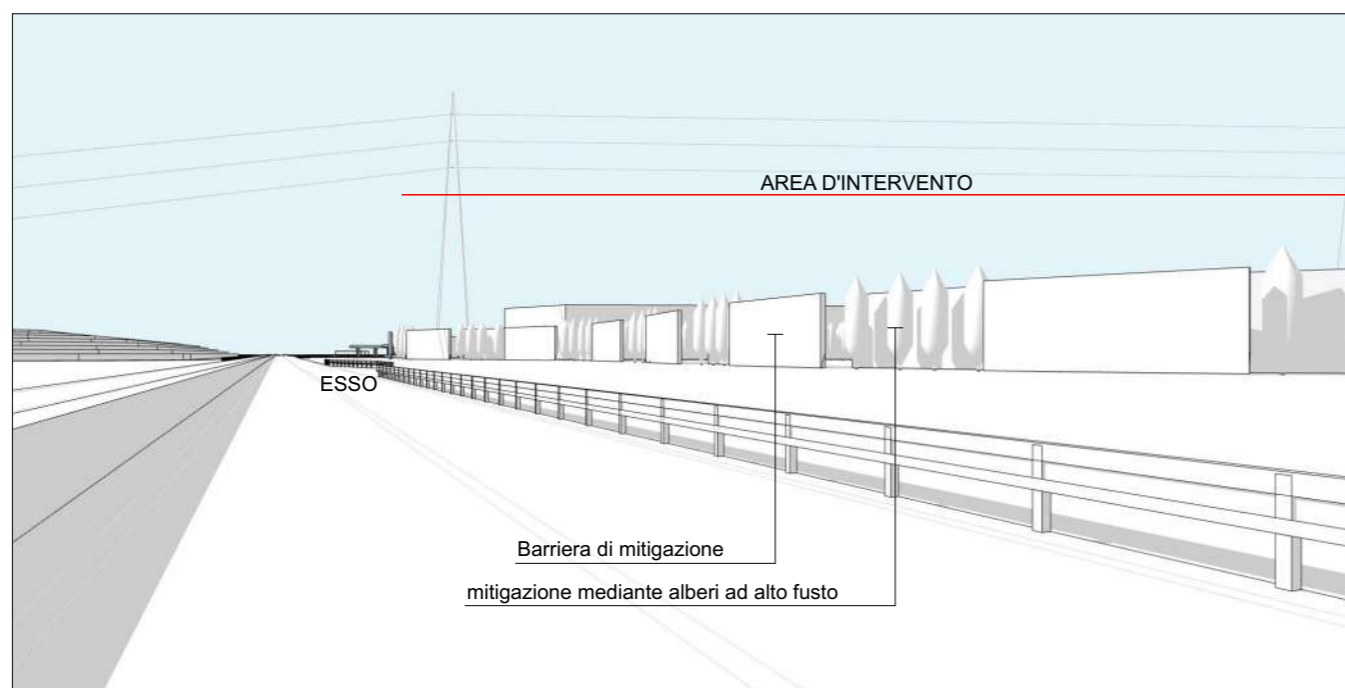 AREA D'INTERVENTO
ESSO
Barriera di mitigazione
mitigazione mediante alberi ad alto fusto